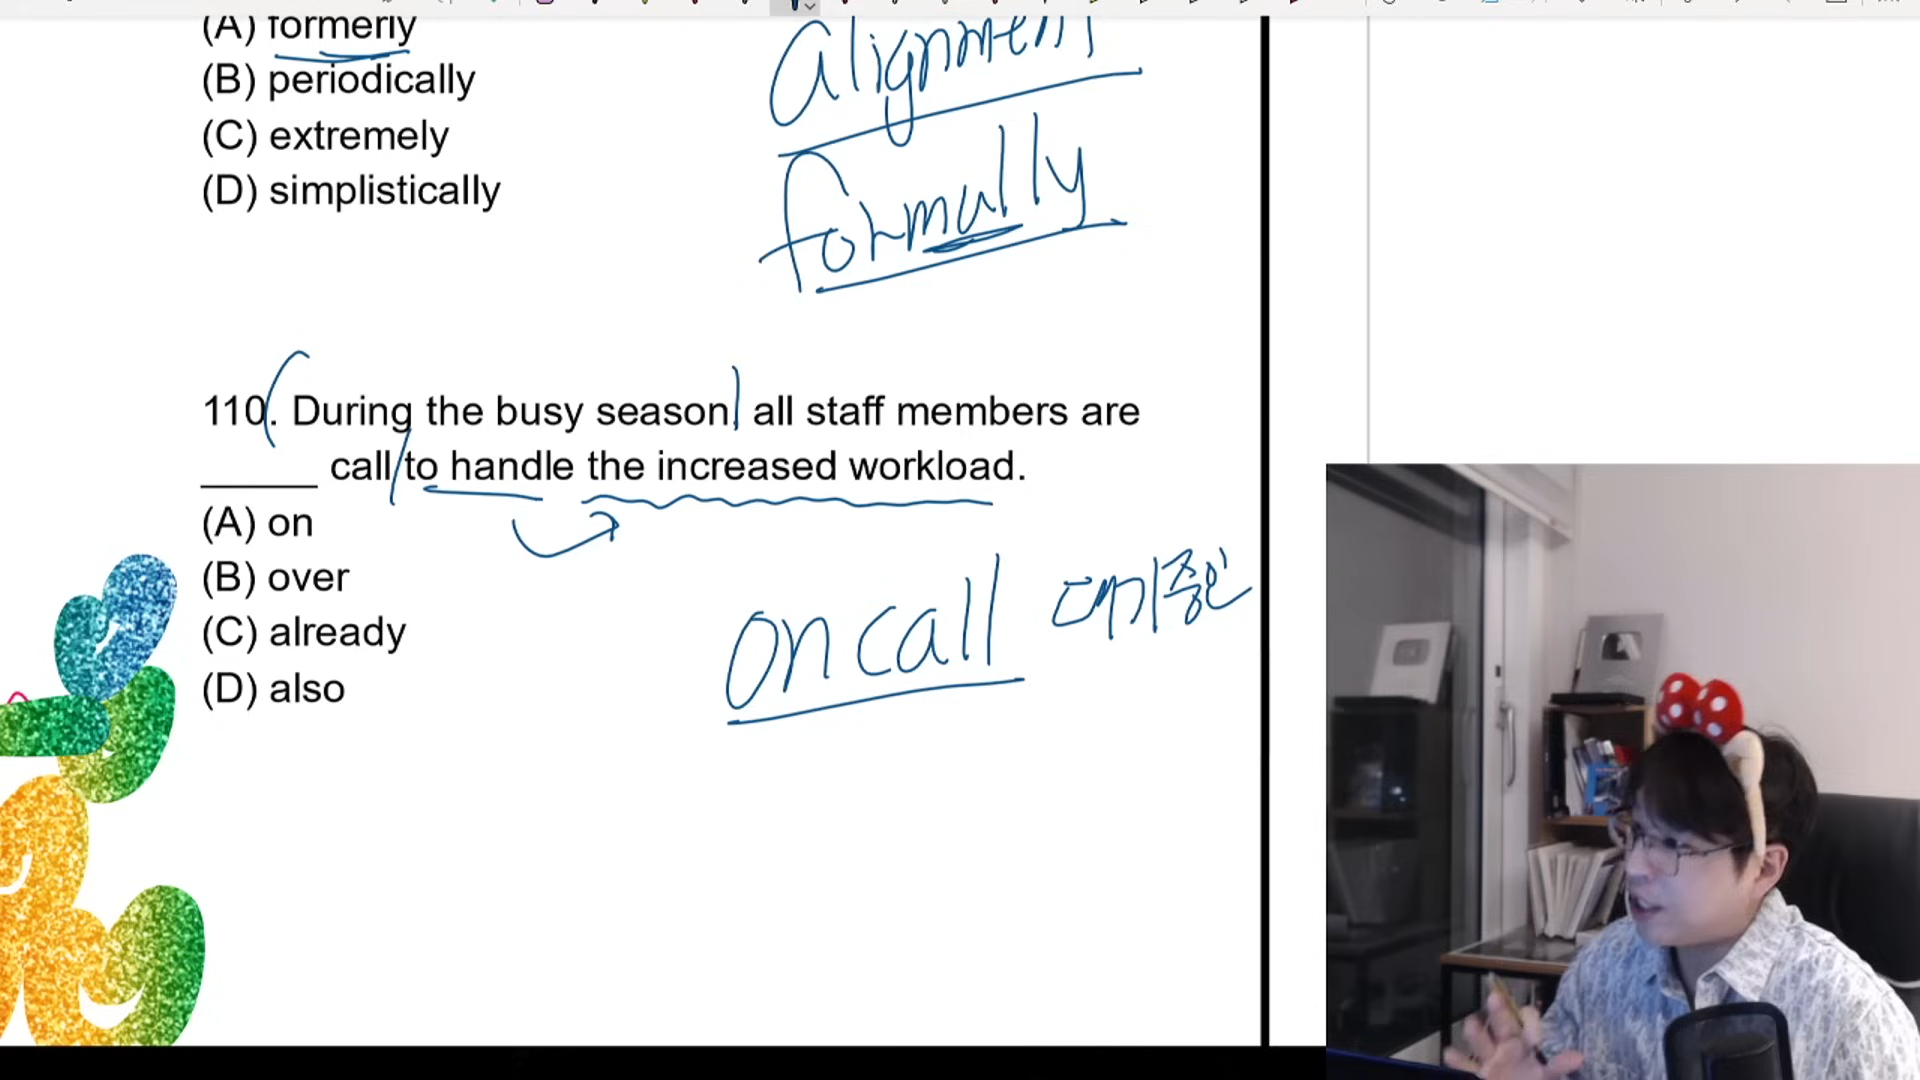 (A) formerly
alignment
(B) periodically
(C) extremely
(D) simplistically
formally
110. During the busy season, all staff members are
______ call to handle the increased workload.
(A) on
(B) over
(C) already
(D) also
on call 대기중인